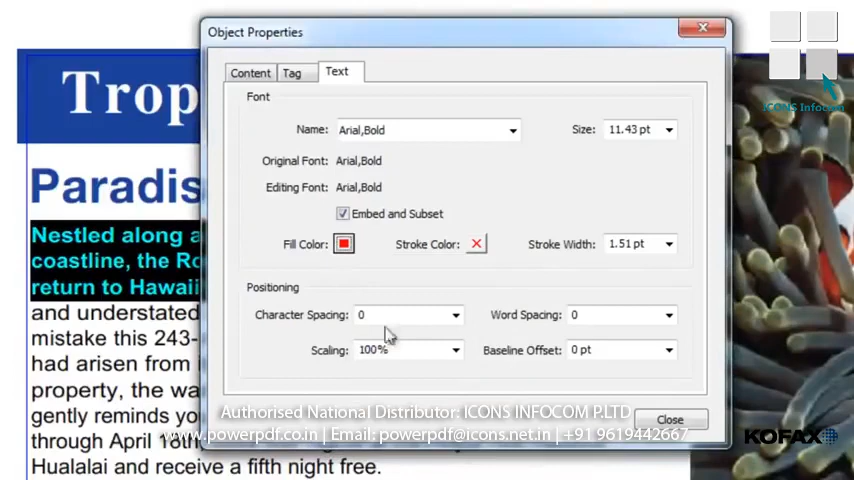 Object Properties
Content Tag Text
Font
Name: Arial,Bold Size: 11.43 pt
Original Font: Arial,Bold
Editing Font: Arial,Bold
Embed and Subset
Fill Color: Stroke Color: Stroke Width: 1.51 pt
Positioning
Character Spacing: 0 Word Spacing: 0
Scaling: 100% Baseline Offset: 0 pt
Close
iCONS Infocom
Trop
Paradis
Nestled along a
coastline, the Ro
return to Hawaii
and understated
mistake this 243-
had arisen from i
property, the wa
gently reminds yo
through April
Hualalai and receive a fifth night free.
Authorised National Distributor: ICONS INFOCOM P.LTD
www.powerpdf.co.in | Email: powerpdf@icons.net.in | +91 9619442667
KOFAX